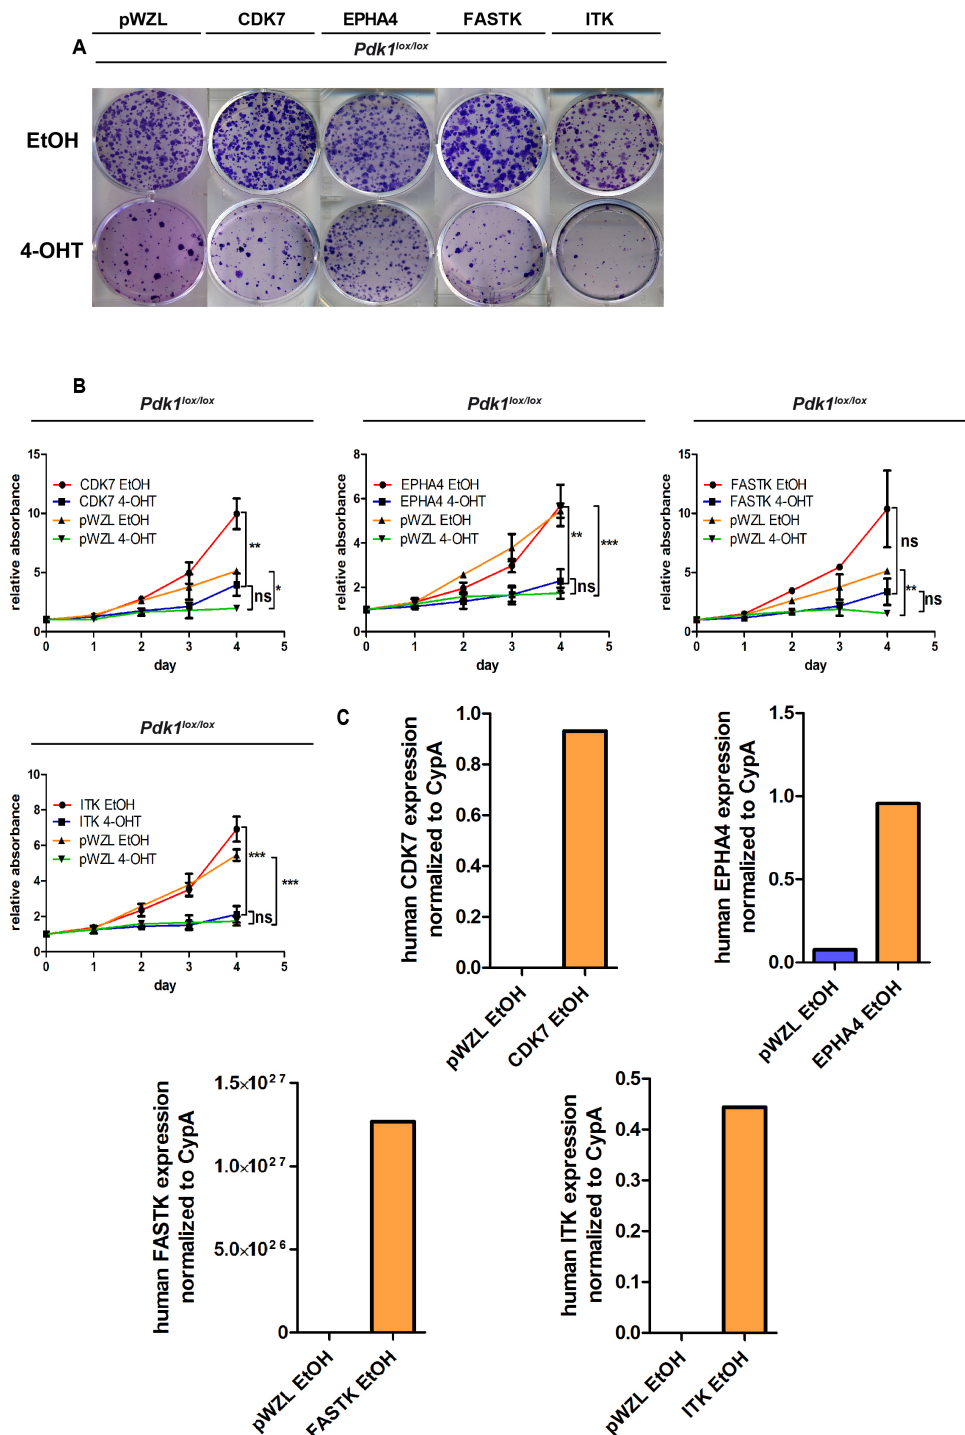 pWZL CDK7 EPHA4 FASTK ITK
A
Pdk1lox/lox
EtOH
4-OHT
B
Pdk1lox/lox
Pdk1lox/lox
Pdk1lox/lox
relative absorbance
15
10
5
0
CDK7 EtOH
CDK7 4-OHT
pWZL EtOH
pWZL 4-OHT
**
*
ns
0 1 2 3 4 5
day
relative absorbance
8
6
4
2
0
EPHA4 EtOH
EPHA4 4-OHT
pWZL EtOH
pWZL 4-OHT
**
***
ns
0 1 2 3 4 5
day
relative absorbance
15
10
5
0
FASTK EtOH
FASTK 4-OHT
pWZL EtOH
pWZL 4-OHT
ns
**
ns
0 1 2 3 4 5
day
Pdk1lox/lox
relative absorbance
10
8
6
4
2
0
ITK EtOH
ITK 4-OHT
pWZL EtOH
pWZL 4-OHT
***
***
ns
0 1 2 3 4 5
day
C
human CDK7 expression
normalized to CypA
1.0
0.8
0.6
0.4
0.2
0.0
pWZL EtOH
CDK7 EtOH
human EPHA4 expression
normalized to CypA
1.5
1.0
0.5
0.0
pWZL EtOH
EPHA4 EtOH
human FASTK expression
normalized to CypA
1.5×10²⁷
1.0×10²⁷
5.0×10²⁶
0
pWZL EtOH
FASTK EtOH
human ITK expression
normalized to CypA
0.5
0.4
0.3
0.2
0.1
0.0
pWZL EtOH
ITK EtOH